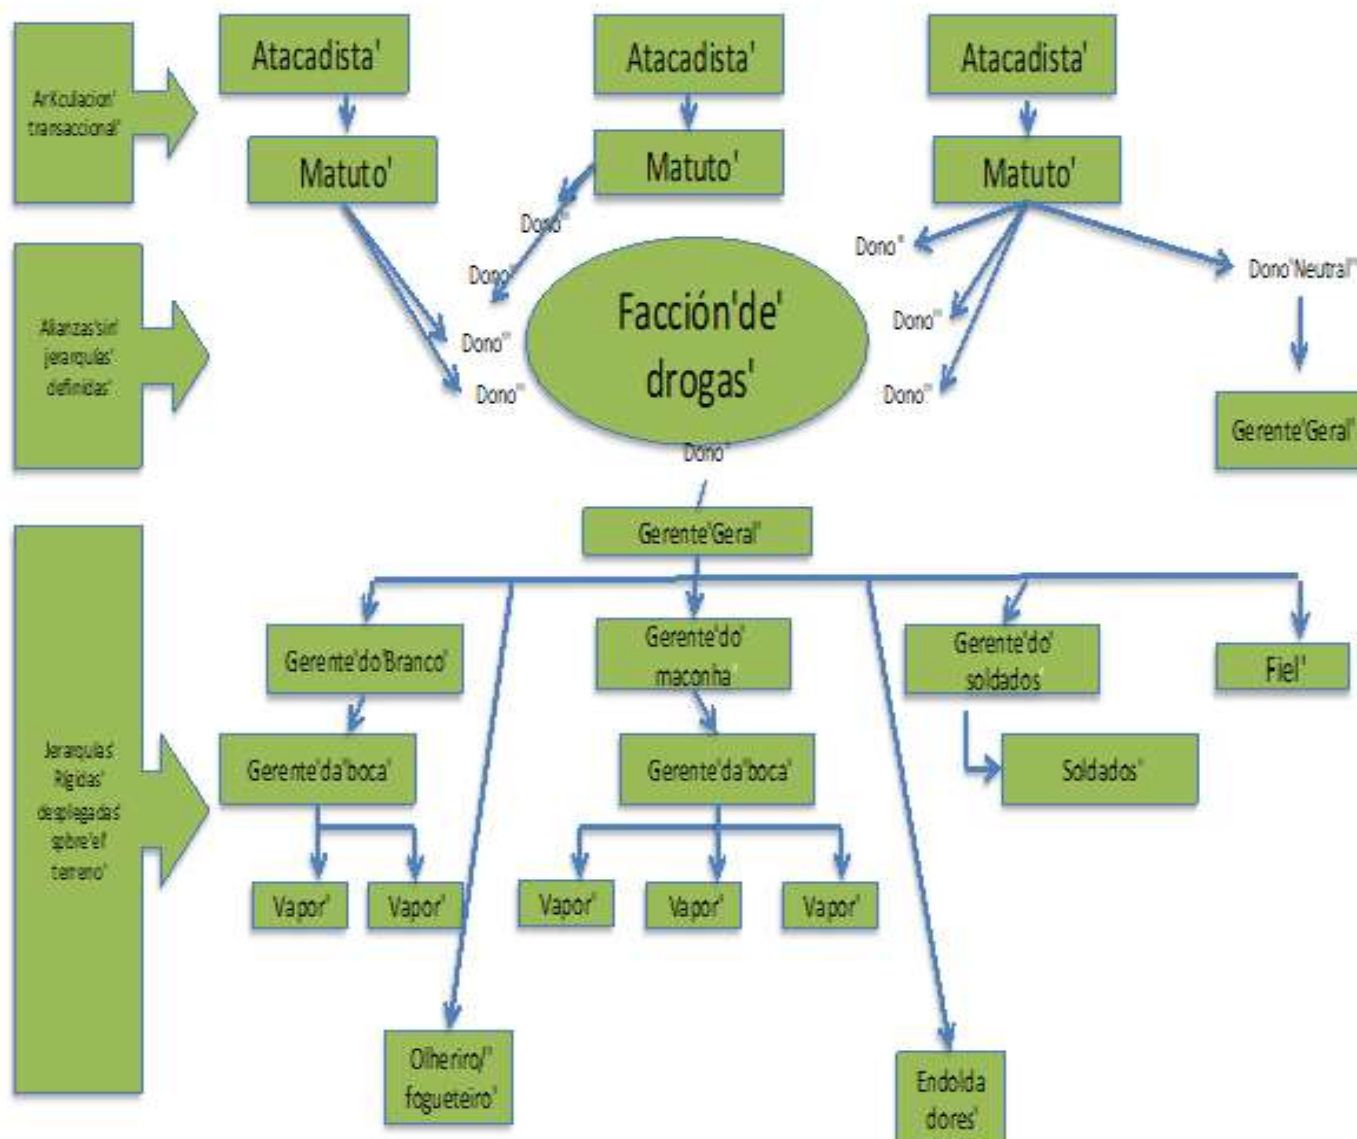 Atacadista'
Atacadista'
Atacadista'
ArKculacion'
transaccional'
Matuto'
Matuto'
Matuto'
Dono''
Dono''
Dono'Neutral''
Dono''
Alianzas'sin'
jerarquías'
definidas'
Facción'de'
drogas'
Dono''
Dono''
Dono''
Dono''
Gerente'Geral'
Dono''
Gerente'Geral''
Gerente'do'Branco'
Gerente'do'
maconha'
Gerente'do'
soldados'
Fiel'
Jerarquías'
Rígidas'
desplegadas'
sobre'el'
terreno'
Gerente'da'boca'
Gerente'da'boca'
Soldados'
Vapor'
Vapor'
Vapor'
Vapor'
Vapor'
Olheriro/''
fogueteiro'
Endolda
dores'